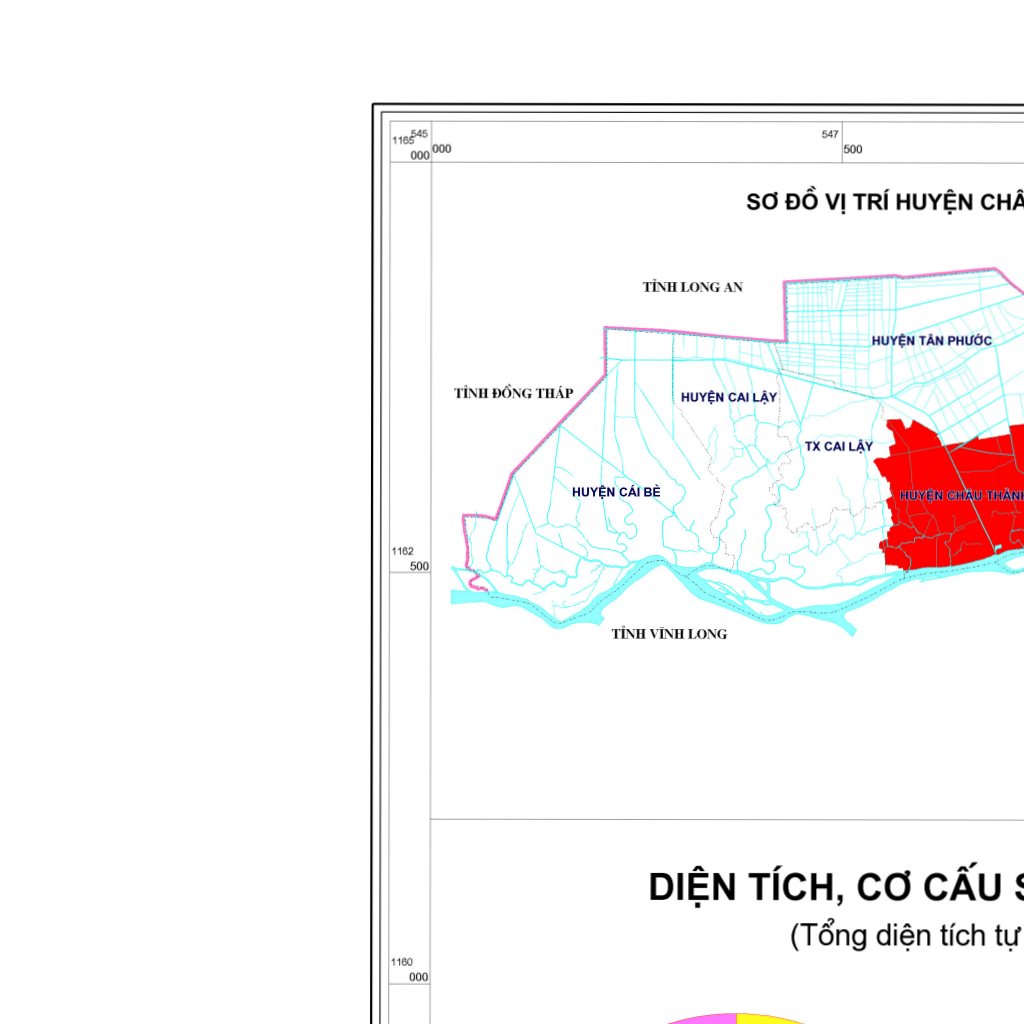 545
547
1165
000
000
500
SƠ ĐỒ VỊ TRÍ HUYỆN CHÂ
TỈNH LONG AN
HUYỆN TÂN PHƯỚC
TỈNH ĐỒNG THÁP
HUYỆN CAI LẬY
TX CAI LẬY
HUYỆN CÁI BÈ
HUYỆN CHÂU THÀNH
1162
500
TỈNH VĨNH LONG
DIỆN TÍCH, CƠ CẤU
(Tổng diện tích tự
1160
000